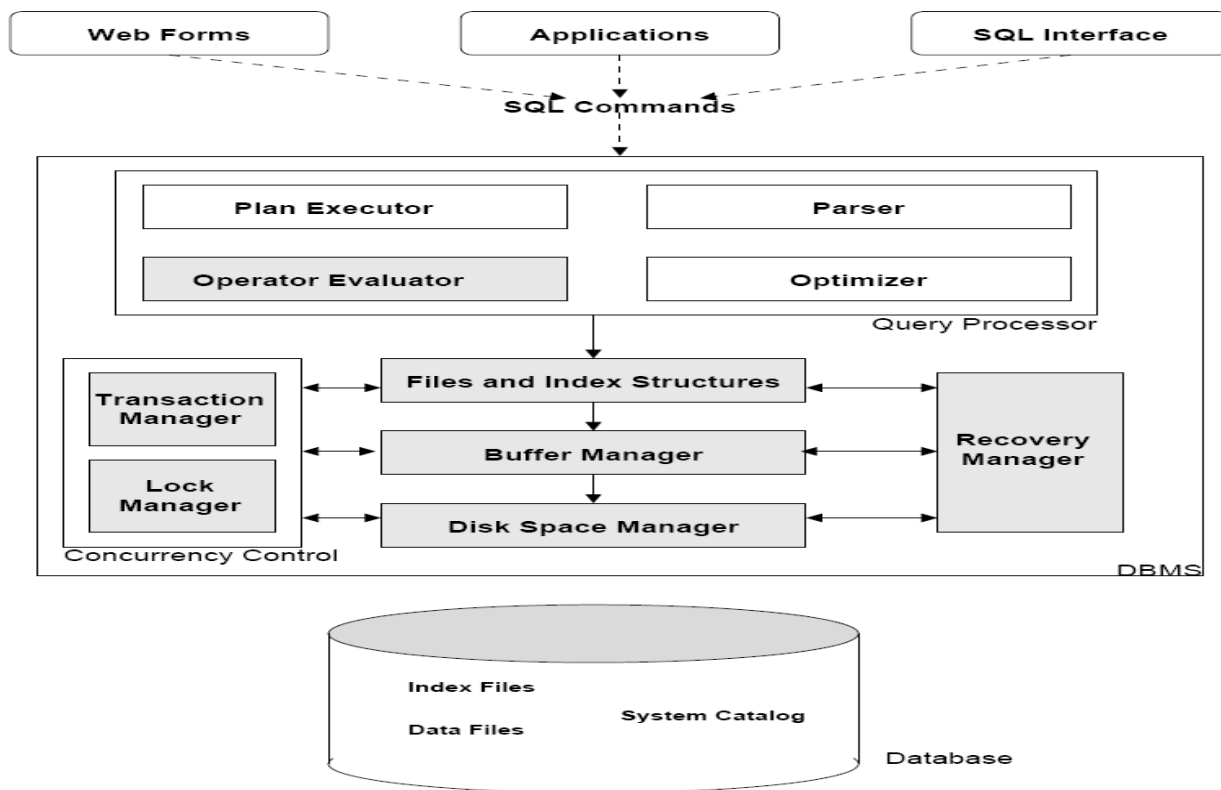 Web Forms
Applications
SQL Interface
SQL Commands
Plan Executor
Parser
Operator Evaluator
Optimizer
Query Processor
Transaction
Manager
Lock
Manager
Concurrency Control
Files and Index Structures
Buffer Manager
Disk Space Manager
Recovery
Manager
DBMS
Index Files
Data Files
System Catalog
Database